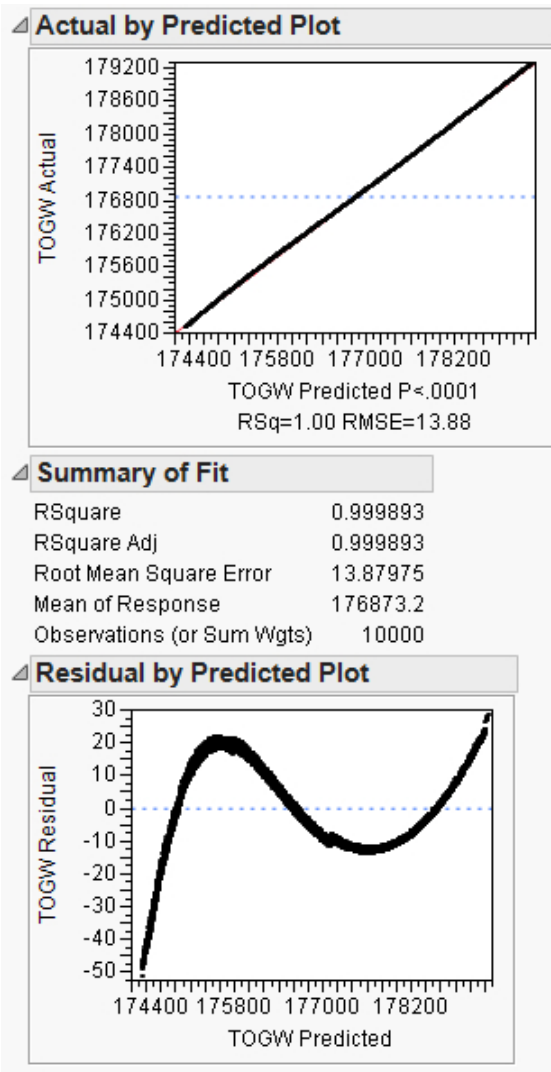 Actual by Predicted Plot
179200
178600
178000
177400
176800
176200
175600
175000
174400
TOGW Actual
174400 175800 177000 178200
TOGW Predicted P<.0001
RSq=1.00 RMSE=13.88
Summary of Fit
RSquare 0.999893
RSquare Adj 0.999893
Root Mean Square Error 13.87975
Mean of Response 176873.2
Observations (or Sum Wgts) 10000
Residual by Predicted Plot
30
20
10
0
-10
-20
-30
-40
-50
TOGW Residual
174400 175800 177000 178200
TOGW Predicted